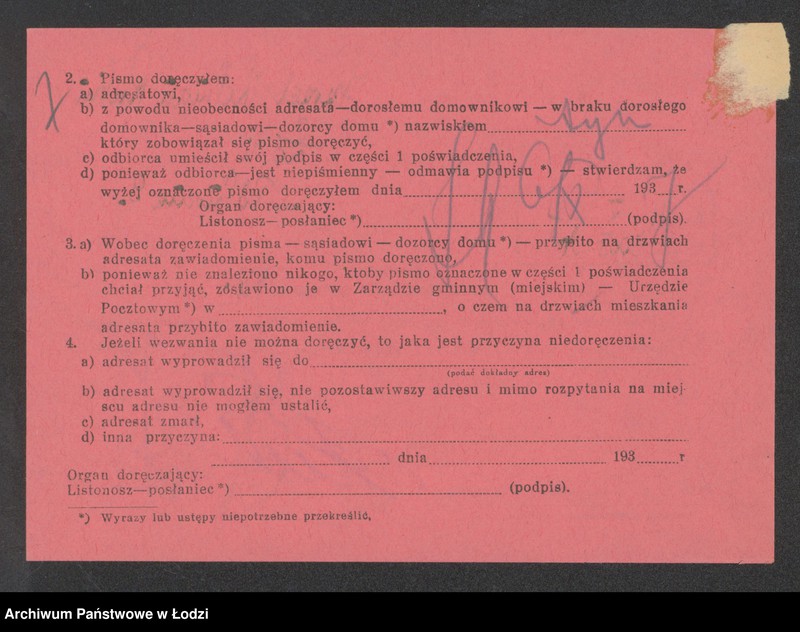 2. Pismo doręczyłem:
a) adresatowi,
b) z powodu nieobecności adresata—dorosłemu domownikowi — w braku dorosłego
domownika—sąsiadowi—dozorcy domu *) nazwiskiem
który zobowiązał się pismo doręczyć,
c) odbiorca umieścił swój podpis w części 1 poświadczenia,
d) ponieważ odbiorca—jest niepiśmienny — odmawia podpisu *) — stwierdzam, że
wyżej oznaczone pismo doręczyłem dnia 193 r.
Organ doręczający:
Listonosz—posłaniec *) (podpis).
3. a) Wobec doręczenia pisma — sąsiadowi — dozorcy domu *) — przybito na drzwiach
adresata zawiadomienie, komu pismo doręczono,
b) ponieważ nie znaleziono nikogo, ktoby pismo oznaczone w części 1 poświadczenia
chciał przyjąć, zostawiono je w Zarządzie gminnym (miejskim) — Urzędzie
Pocztowym *) w , o czem na drzwiach mieszkania
adresata przybito zawiadomienie.
4. Jeżeli wezwania nie można doręczyć, to jaka jest przyczyna niedoręczenia:
a) adresat wyprowadził się do
(podać dokładny adres)
b) adresat wyprowadził się, nie pozostawiwszy adresu i mimo rozpytania na miej-
scu adresu nie mogłem ustalić,
c) adresat zmarł,
d) inna przyczyna:
dnia 193 r
Organ doręczający:
Listonosz—posłaniec *) (podpis).
*) Wyrazy lub ustępy niepotrzebne przekreślić,
Archiwum Państwowe w Łodzi